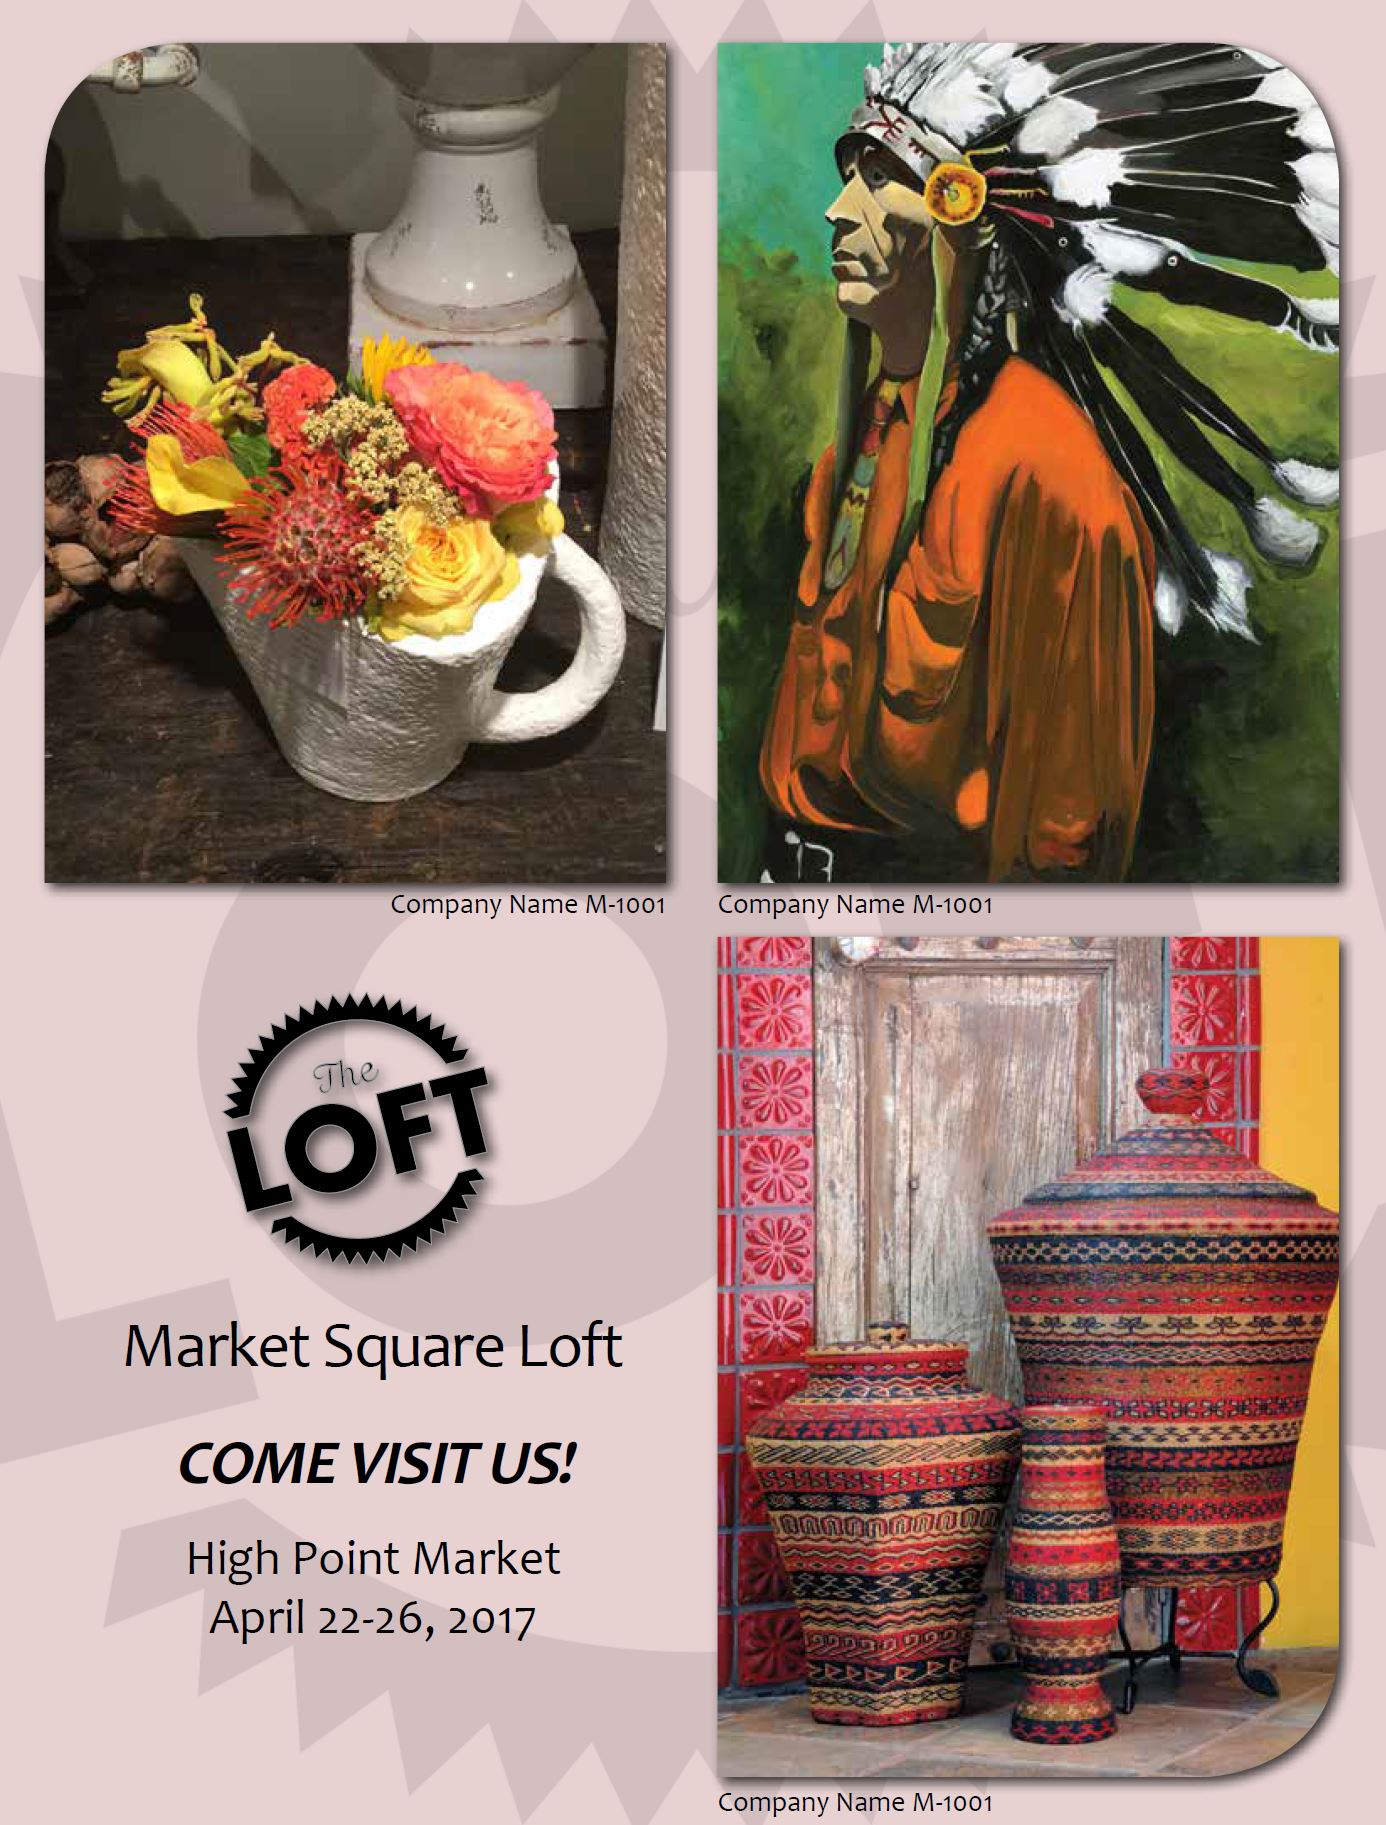 Company Name M-1001
Company Name M-1001
The
LOFT
Market Square Loft
COME VISIT US!
High Point Market
April 22-26, 2017
Company Name M-1001